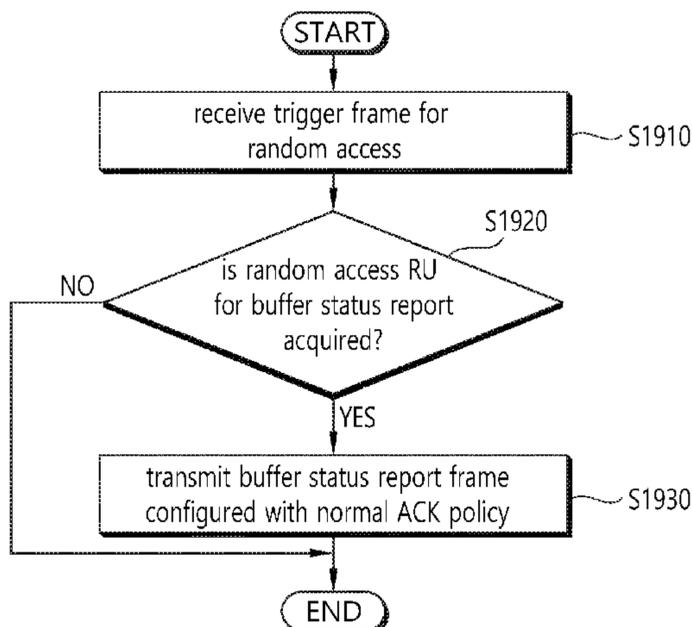 START
receive trigger frame for
random access
S1910
S1920
is random access RU
for buffer status report
acquired?
NO
YES
transmit buffer status report frame
configured with normal ACK policy
S1930
END